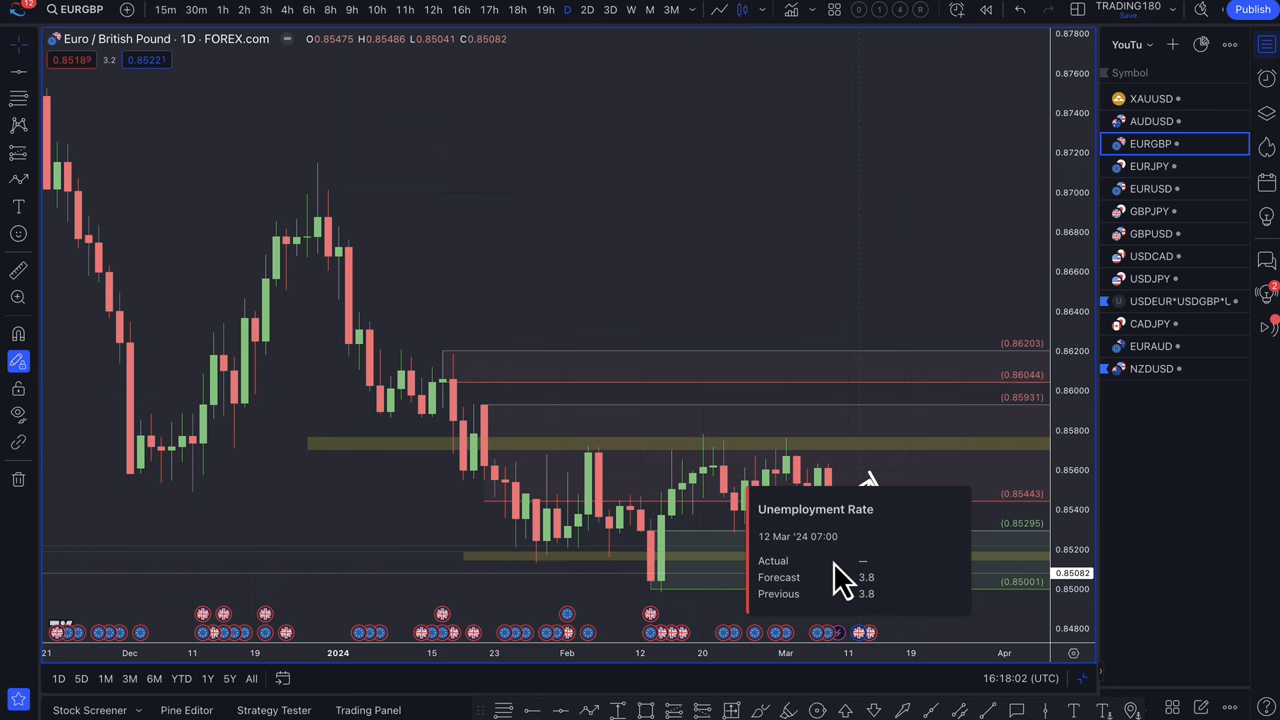 12
EURGBP
15m 30m 1h 2h 3h 4h 6h 8h 9h 10h 11h 12h 16h 17h 18h 19h D 2D 3D W M 3M
0 1 4 R
TRADING180
Save
Publish
Euro / British Pound · 1D · FOREX.com
O0.85475 H0.85486 L0.85041 C0.85082
0.85189 3.2 0.85221
YouTu
Symbol
XAUUSD
AUDUSD
EURGBP
EURJPY
EURUSD
GBPJPY
GBPUSD
USDCAD
USDJPY
U USDEUR*USDGBP*U
CADJPY
EURAUD
NZDUSD
2
0.87800
0.87600
0.87400
0.87200
0.87000
0.86800
0.86600
0.86400
0.86200
0.86000
0.85800
0.85600
0.85400
0.85200
0.85082
0.85000
0.84800
(0.86203)
(0.86044)
(0.85931)
(0.85443)
(0.85295)
(0.85001)
Unemployment Rate
12 Mar '24 07:00
Actual —
Forecast 3.8
Previous 3.8
21 Dec 11 19 2024 15 23 Feb 12 20 Mar 11 19 Apr
1D 5D 1M 3M 6M YTD 1Y 5Y All
16:18:02 (UTC)
Stock Screener Pine Editor Strategy Tester Trading Panel